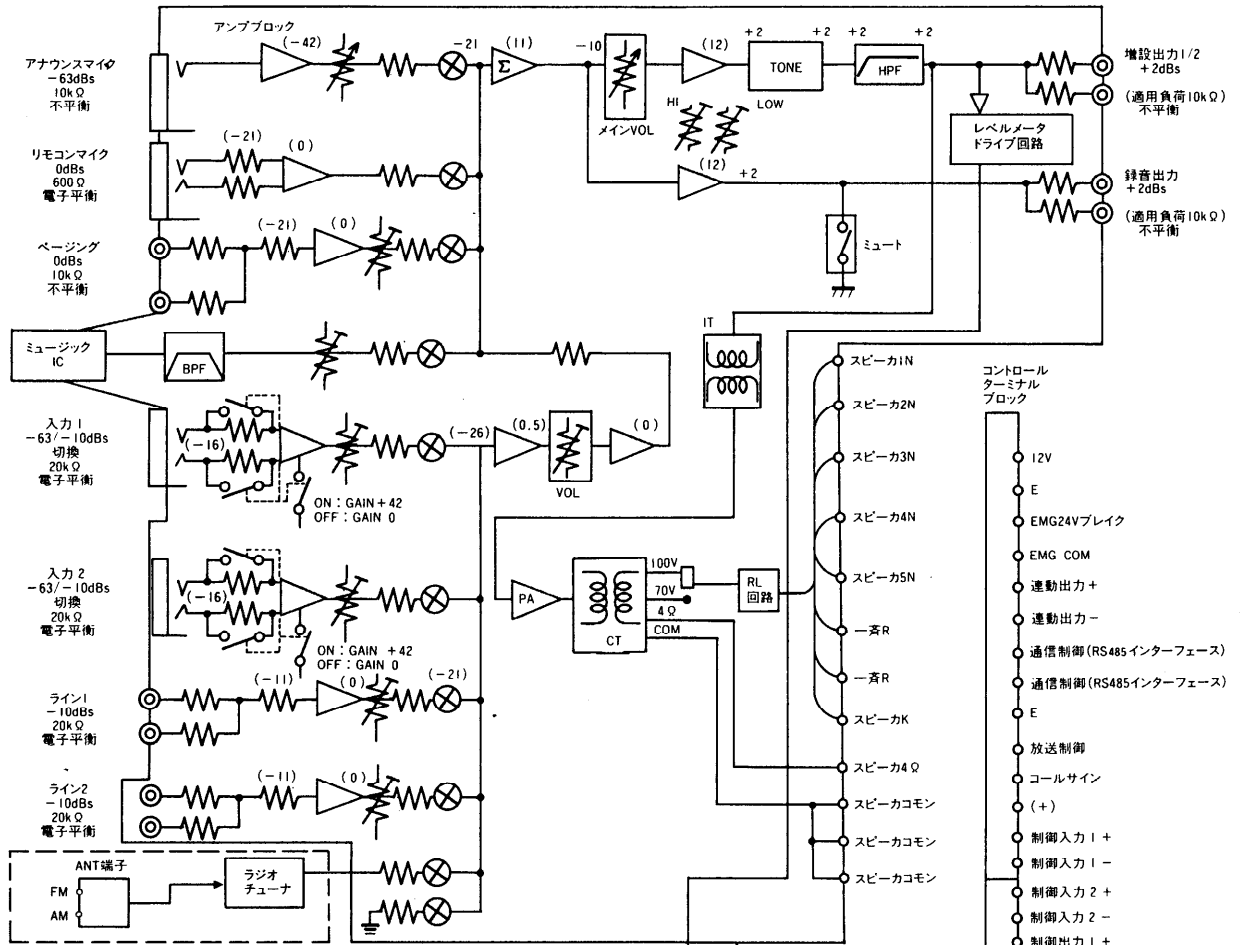 アンプブロック
アナウンスマイク
−63dBs
10kΩ
不平衡
(−42)
−21
(11)
Σ
−10
メインVOL
(12)
+2
+2
TONE
+2
+2
HPF
HI
LOW
増設出力1/2
+2dBs
(適用負荷10kΩ)
不平衡
レベルメータ
ドライブ回路
リモコンマイク
0dBs
600Ω
電子平衡
(−21)
(0)
(12)
+2
録音出力
+2dBs
(適用負荷10kΩ)
不平衡
ミュート
ページング
0dBs
10kΩ
不平衡
(−21)
(0)
ミュージック
IC
BPF
IT
入力1
−63/−10dBs
切換
20kΩ
電子平衡
(−16)
ON：GAIN+42
OFF：GAIN 0
(−26)
(0.5)
VOL
(0)
入力2
−63/−10dBs
切換
20kΩ
電子平衡
(−16)
ON：GAIN +42
OFF：GAIN 0
PA
CT
100V
70V
4Ω
COM
RL
回路
ライン1
−10dBs
20kΩ
電子平衡
(−11)
(0)
(−21)
ライン2
−10dBs
20kΩ
電子平衡
(−11)
(0)
ANT端子
FM
AM
ラジオ
チューナ
スピーカ1N
スピーカ2N
スピーカ3N
スピーカ4N
スピーカ5N
一斉R
一斉R
スピーカK
スピーカ4Ω
スピーカコモン
スピーカコモン
スピーカコモン
コントロール
ターミナル
ブロック
12V
E
EMG24Vブレイク
EMG COM
連動出力+
連動出力−
通信制御(RS485インターフェース)
通信制御(RS485インターフェース)
E
放送制御
コールサイン
(+)
制御入力1+
制御入力1−
制御入力2+
制御入力2−
制御出力1+